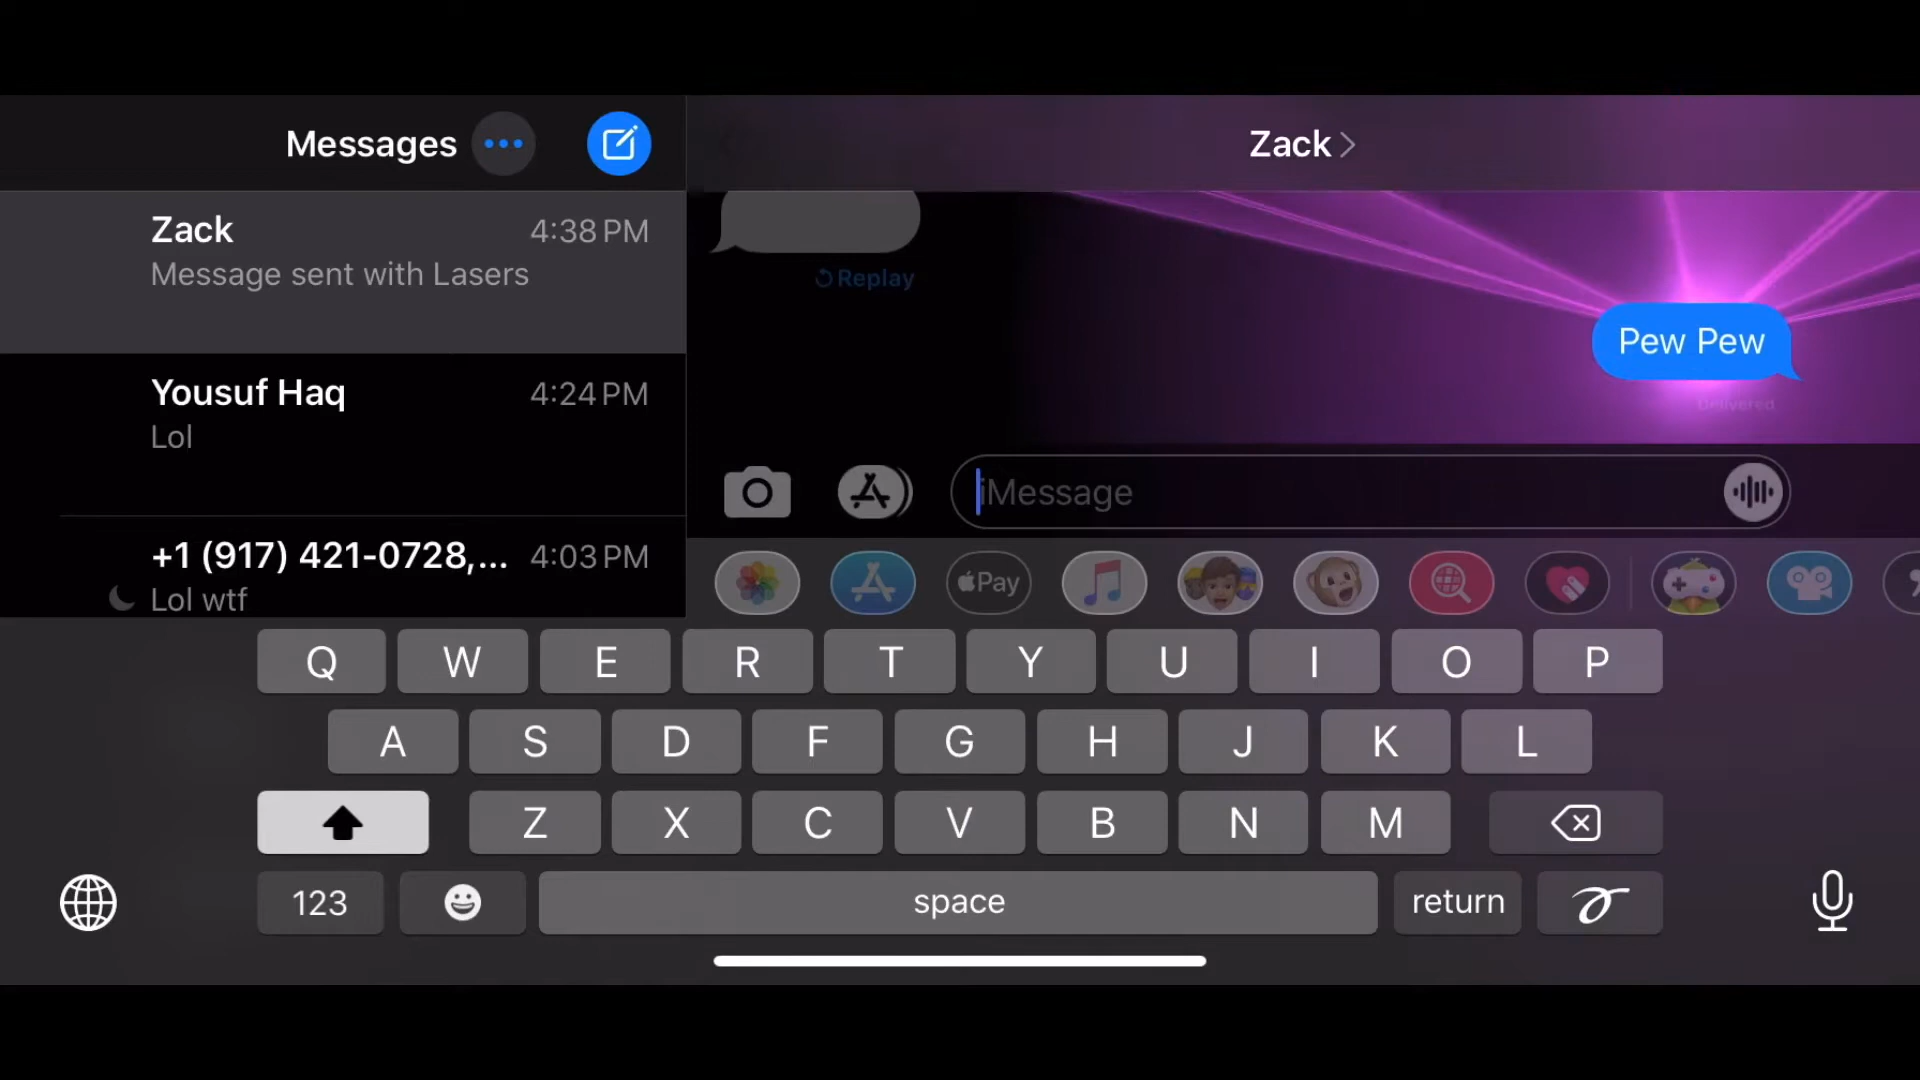 Messages
Zack
Zack 4:38 PM
Message sent with Lasers
Yousuf Haq 4:24 PM
Lol
+1 (917) 421-0728,... 4:03 PM
Lol wtf
Replay
Pew Pew
Delivered
iMessage
Pay
Q W E R T Y U I O P
A S D F G H J K L
Z X C V B N M
123 space return